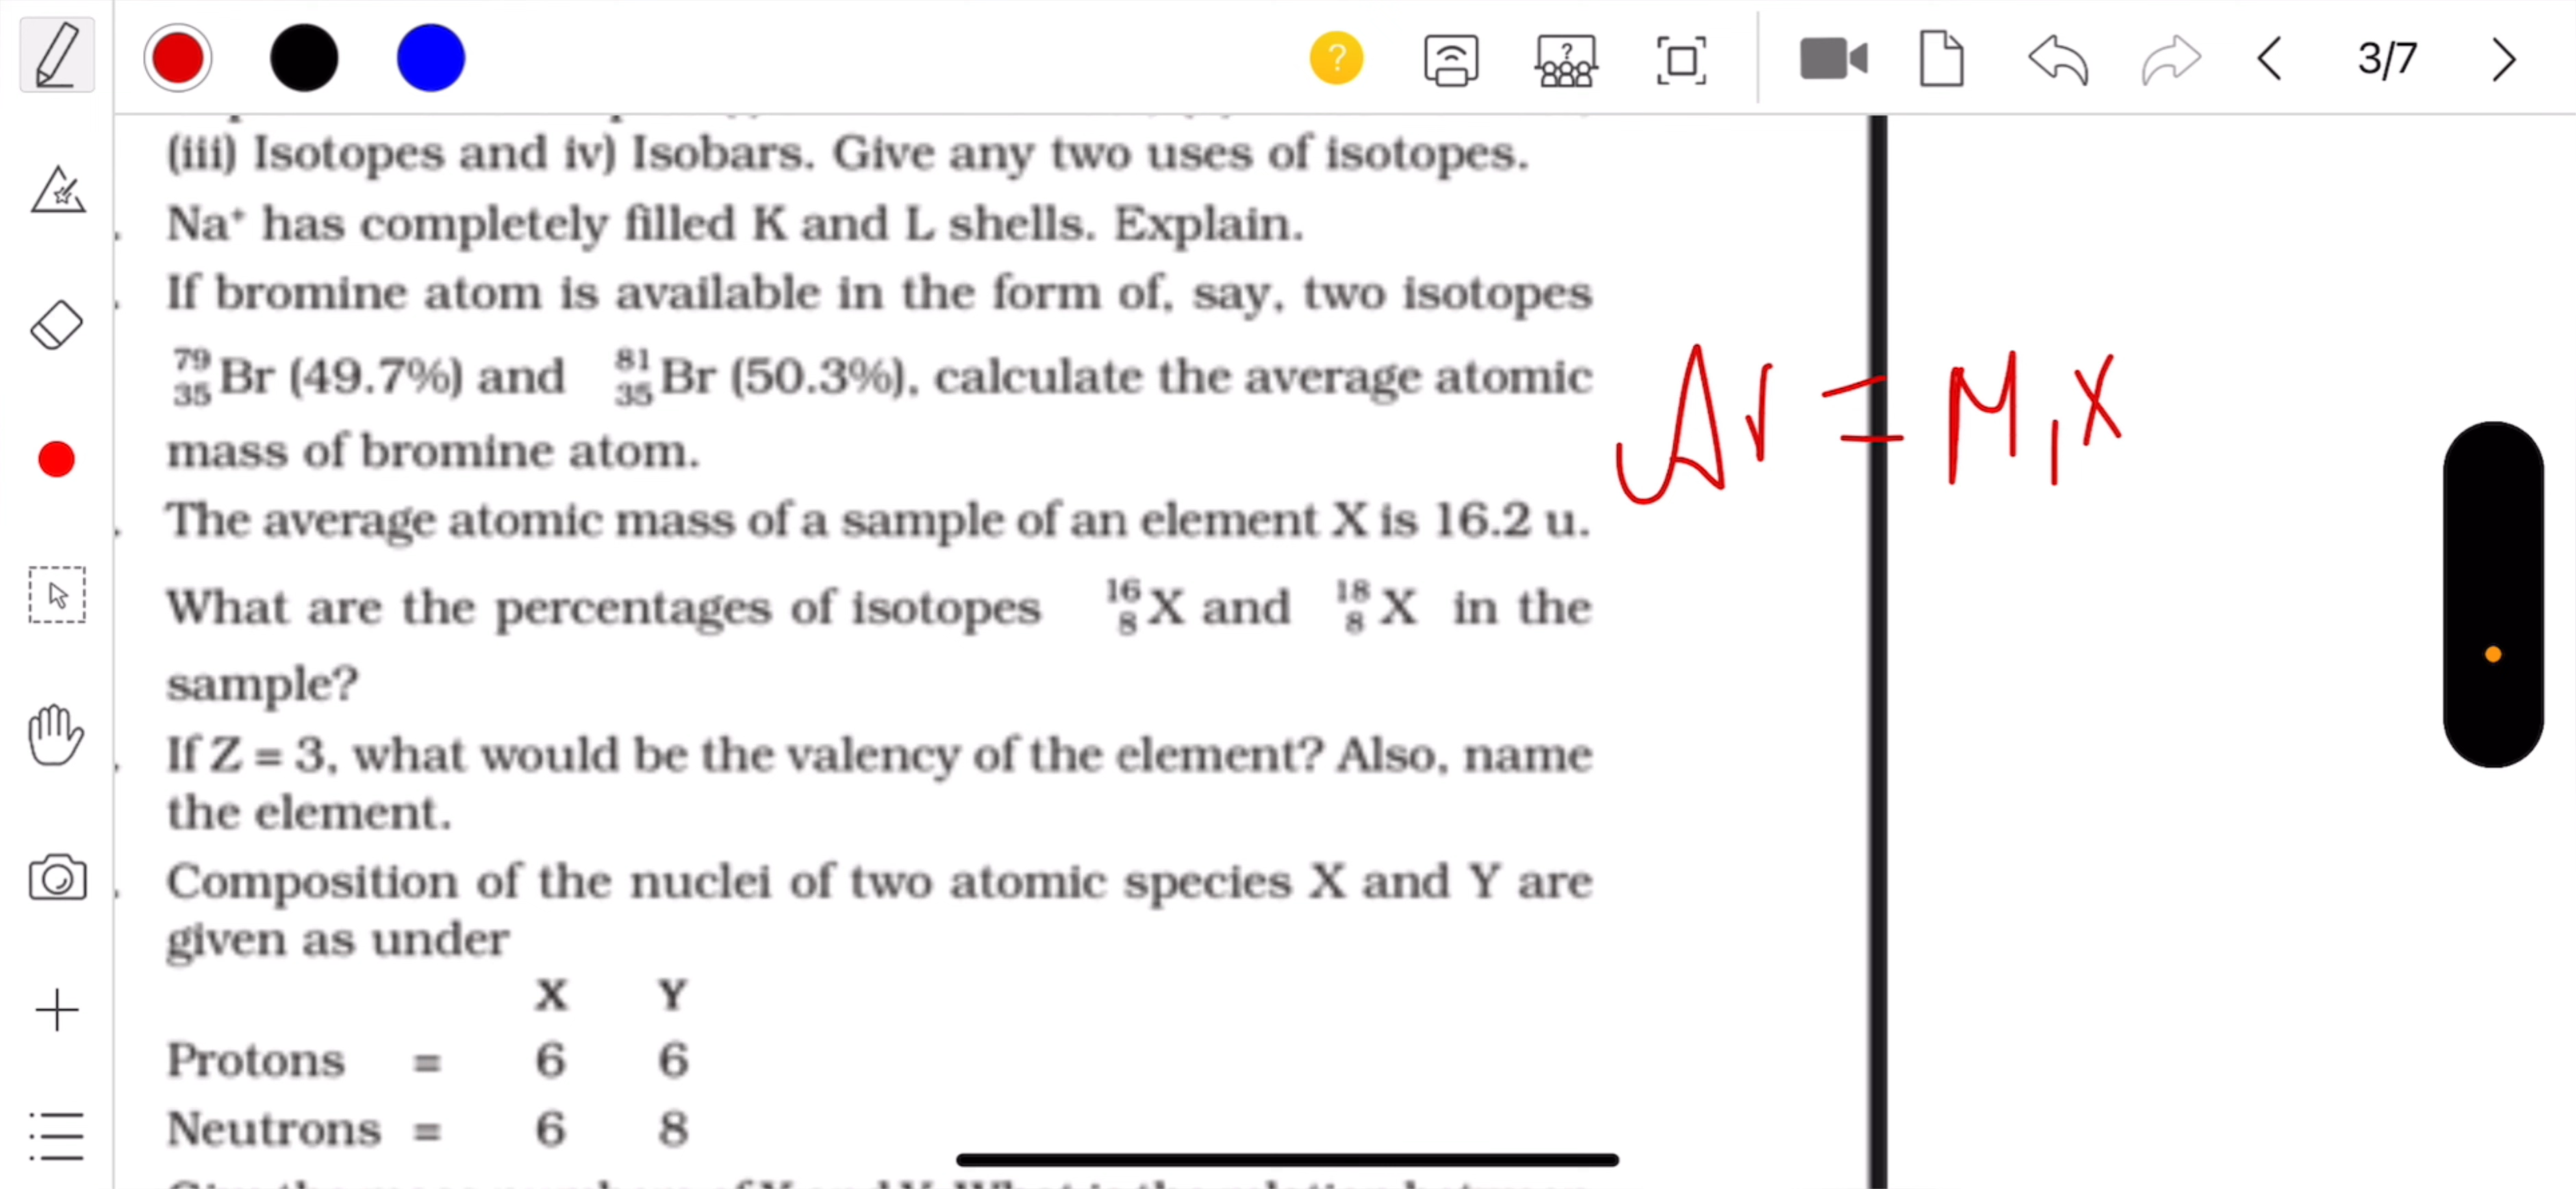 3/7
(iii) Isotopes and iv) Isobars. Give any two uses of isotopes.
Na⁺ has completely filled K and L shells. Explain.
If bromine atom is available in the form of, say, two isotopes
⁷⁹₃₅Br (49.7%) and ⁸¹₃₅Br (50.3%), calculate the average atomic
mass of bromine atom.
Ar = M₁x
The average atomic mass of a sample of an element X is 16.2 u.
What are the percentages of isotopes ¹⁶₈X and ¹⁸₈X in the
sample?
If Z = 3, what would be the valency of the element? Also, name
the element.
Composition of the nuclei of two atomic species X and Y are
given as under
X Y
Protons = 6 6
Neutrons = 6 8